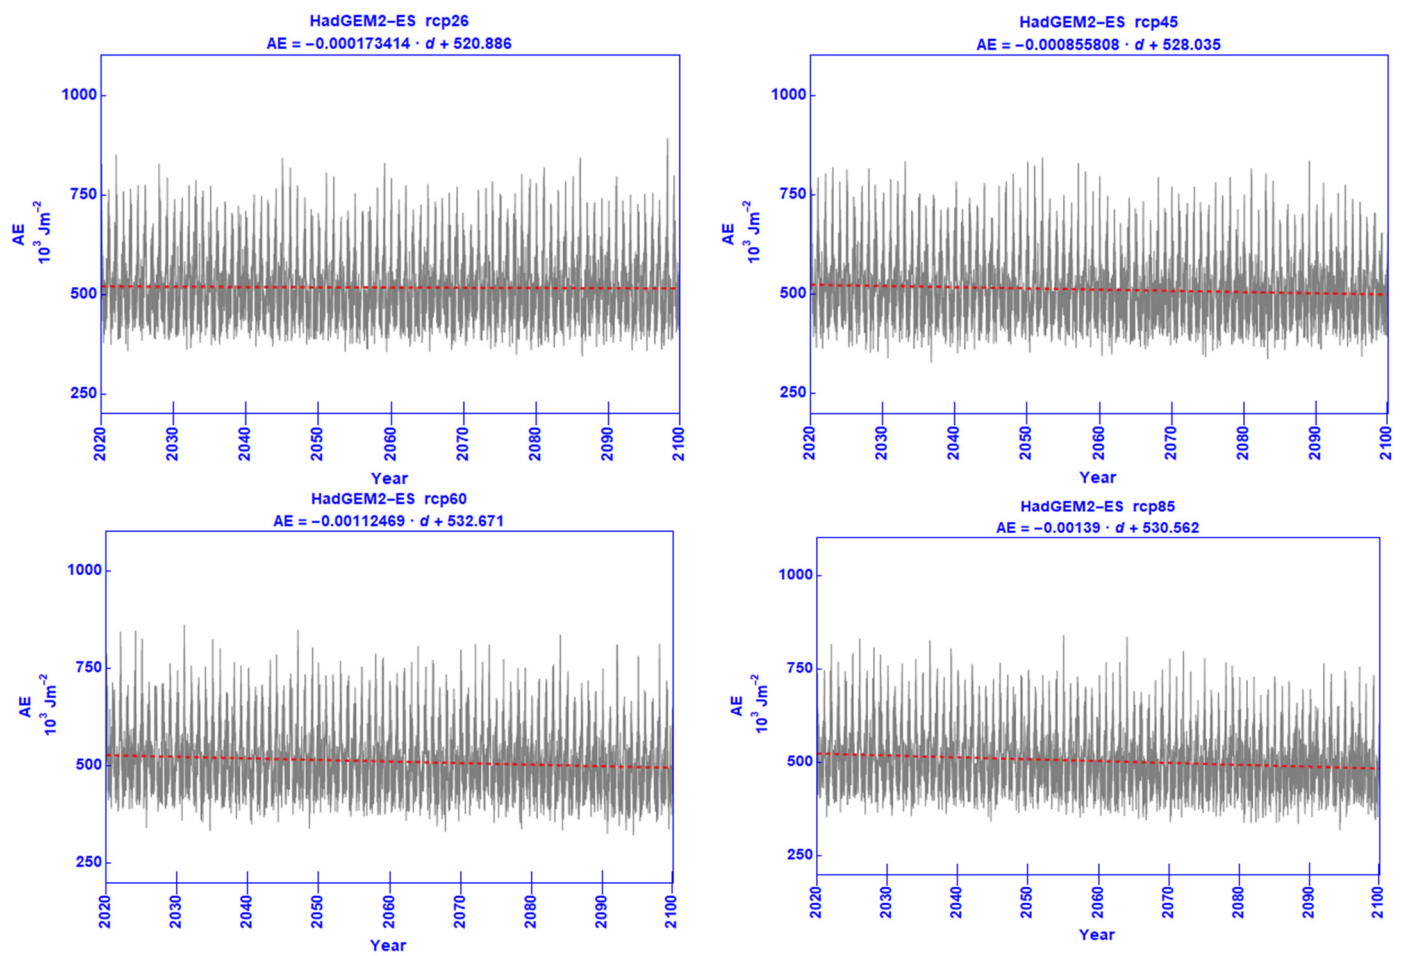 HadGEM2−ES rcp26
AE = −0.000173414 · d + 520.886
1000
750
500
250
AE
10³ Jm⁻²
2020 2030 2040 2050 2060 2070 2080 2090 2100
Year
HadGEM2−ES rcp45
AE = −0.000855808 · d + 528.035
1000
750
500
250
AE
10³ Jm⁻²
2020 2030 2040 2050 2060 2070 2080 2090 2100
Year
HadGEM2−ES rcp60
AE = −0.00112469 · d + 532.671
1000
750
500
250
AE
10³ Jm⁻²
2020 2030 2040 2050 2060 2070 2080 2090 2100
Year
HadGEM2−ES rcp85
AE = −0.00139 · d + 530.562
1000
750
500
250
AE
10³ Jm⁻²
2020 2030 2040 2050 2060 2070 2080 2090 2100
Year